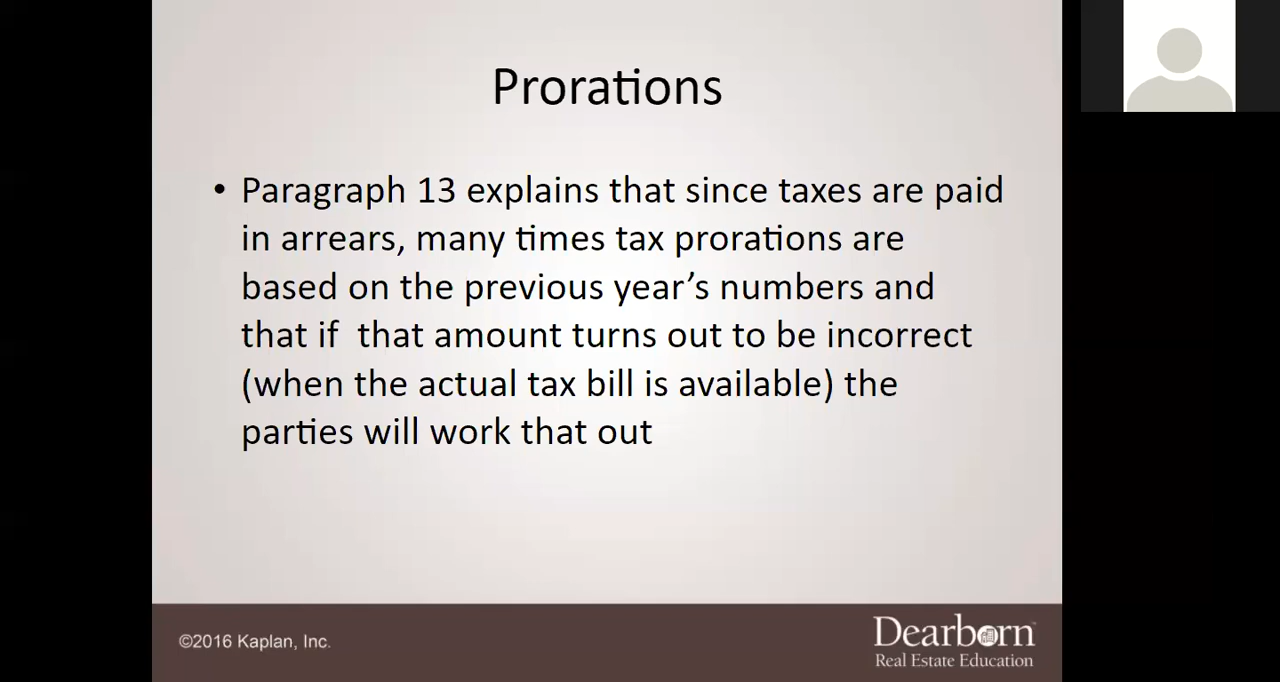 Prorations
• Paragraph 13 explains that since taxes are paid
in arrears, many times tax prorations are
based on the previous year’s numbers and
that if  that amount turns out to be incorrect
(when the actual tax bill is available) the
parties will work that out
©2016 Kaplan, Inc.
Dearborn™
Real Estate Education